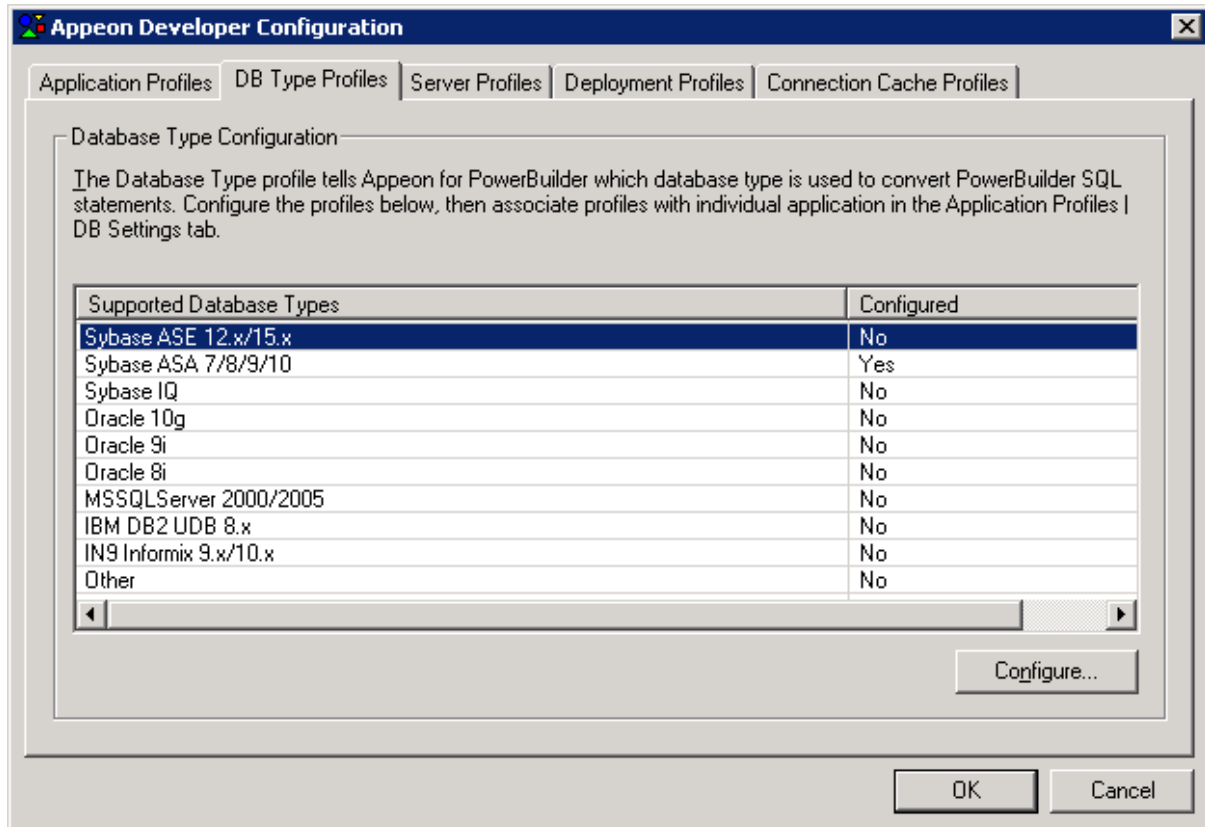 Appeon Developer Configuration
Application Profiles DB Type Profiles Server Profiles Deployment Profiles Connection Cache Profiles
Database Type Configuration
The Database Type profile tells Appeon for PowerBuilder which database type is used to convert PowerBuilder SQL
statements. Configure the profiles below, then associate profiles with individual application in the Application Profiles |
DB Settings tab.
Supported Database Types Configured
Sybase ASE 12.x/15.x No
Sybase ASA 7/8/9/10 Yes
Sybase IQ No
Oracle 10g No
Oracle 9i No
Oracle 8i No
MSSQLServer 2000/2005 No
IBM DB2 UDB 8.x No
IN9 Informix 9.x/10.x No
Other No
Configure...
OK Cancel